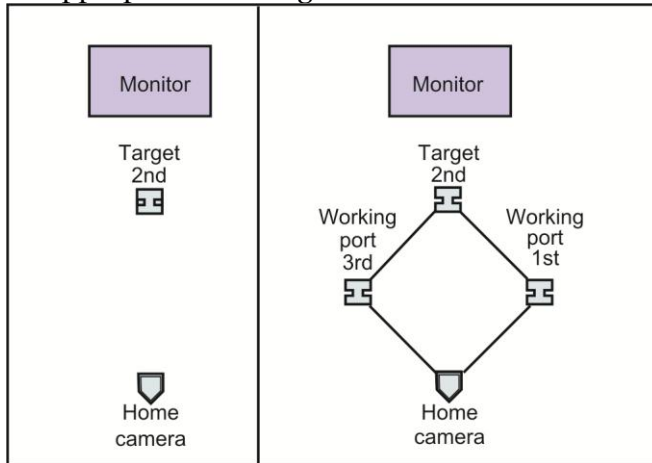 Monitor
Target
2nd
Home
camera
Monitor
Target
2nd
Working
port
3rd
Working
port
1st
Home
camera